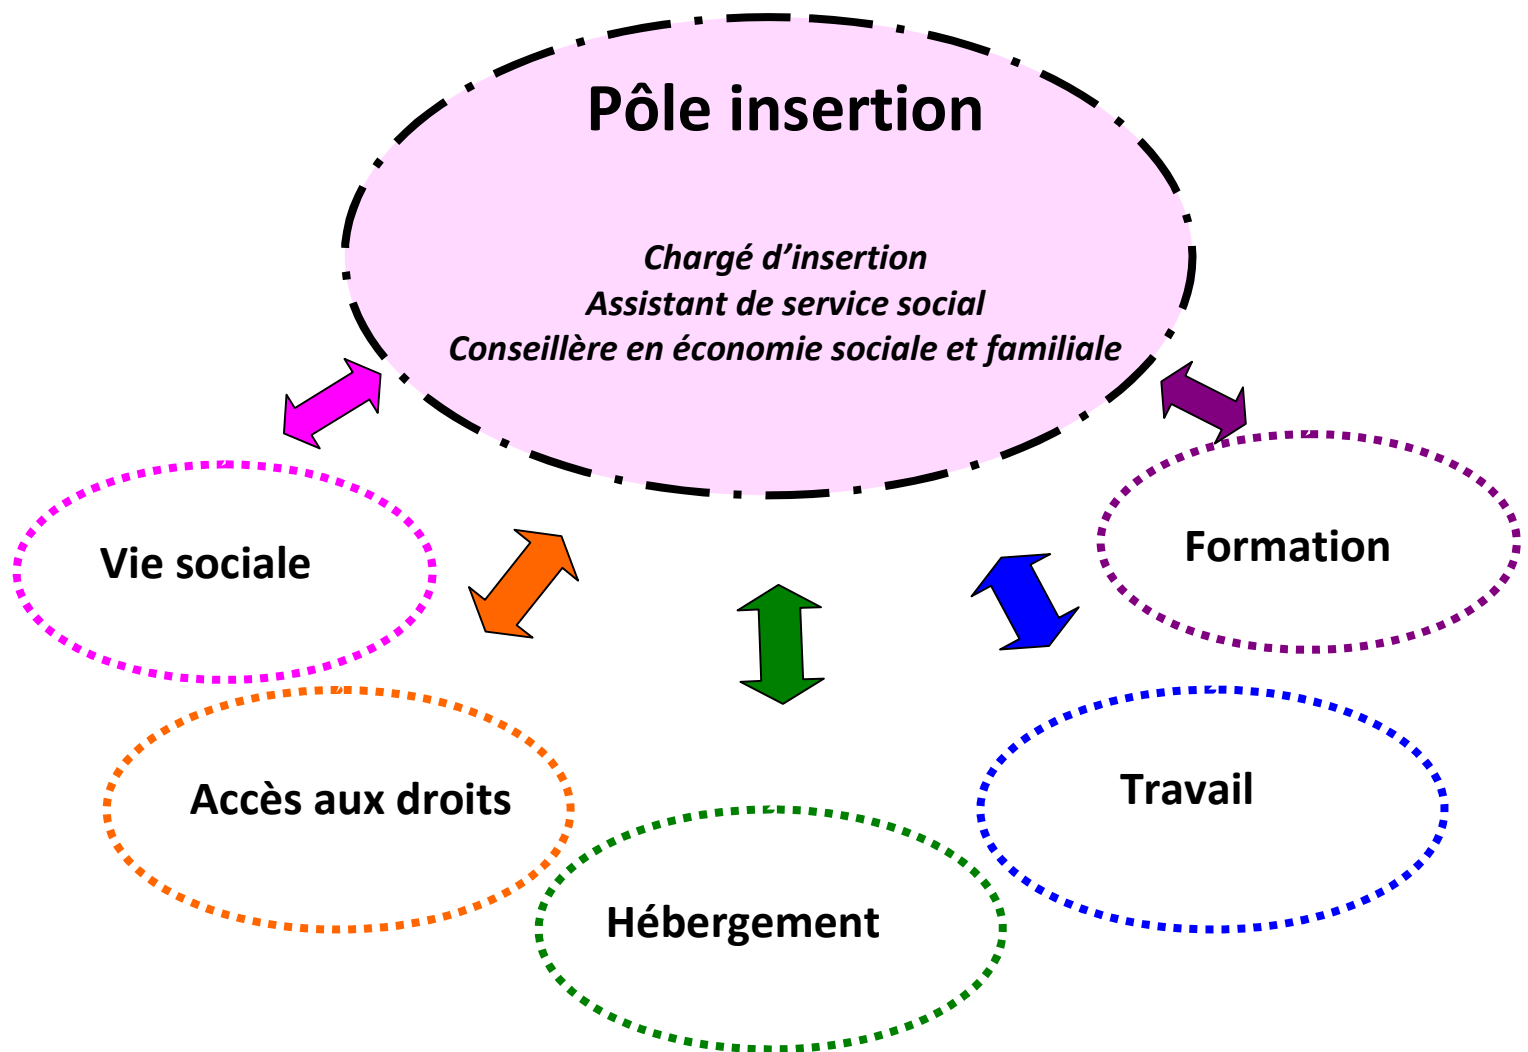 Pôle insertion
Chargé d’insertion
Assistant de service social
Conseillère en économie sociale et familiale
Vie sociale
Formation
Accès aux droits
Travail
Hébergement